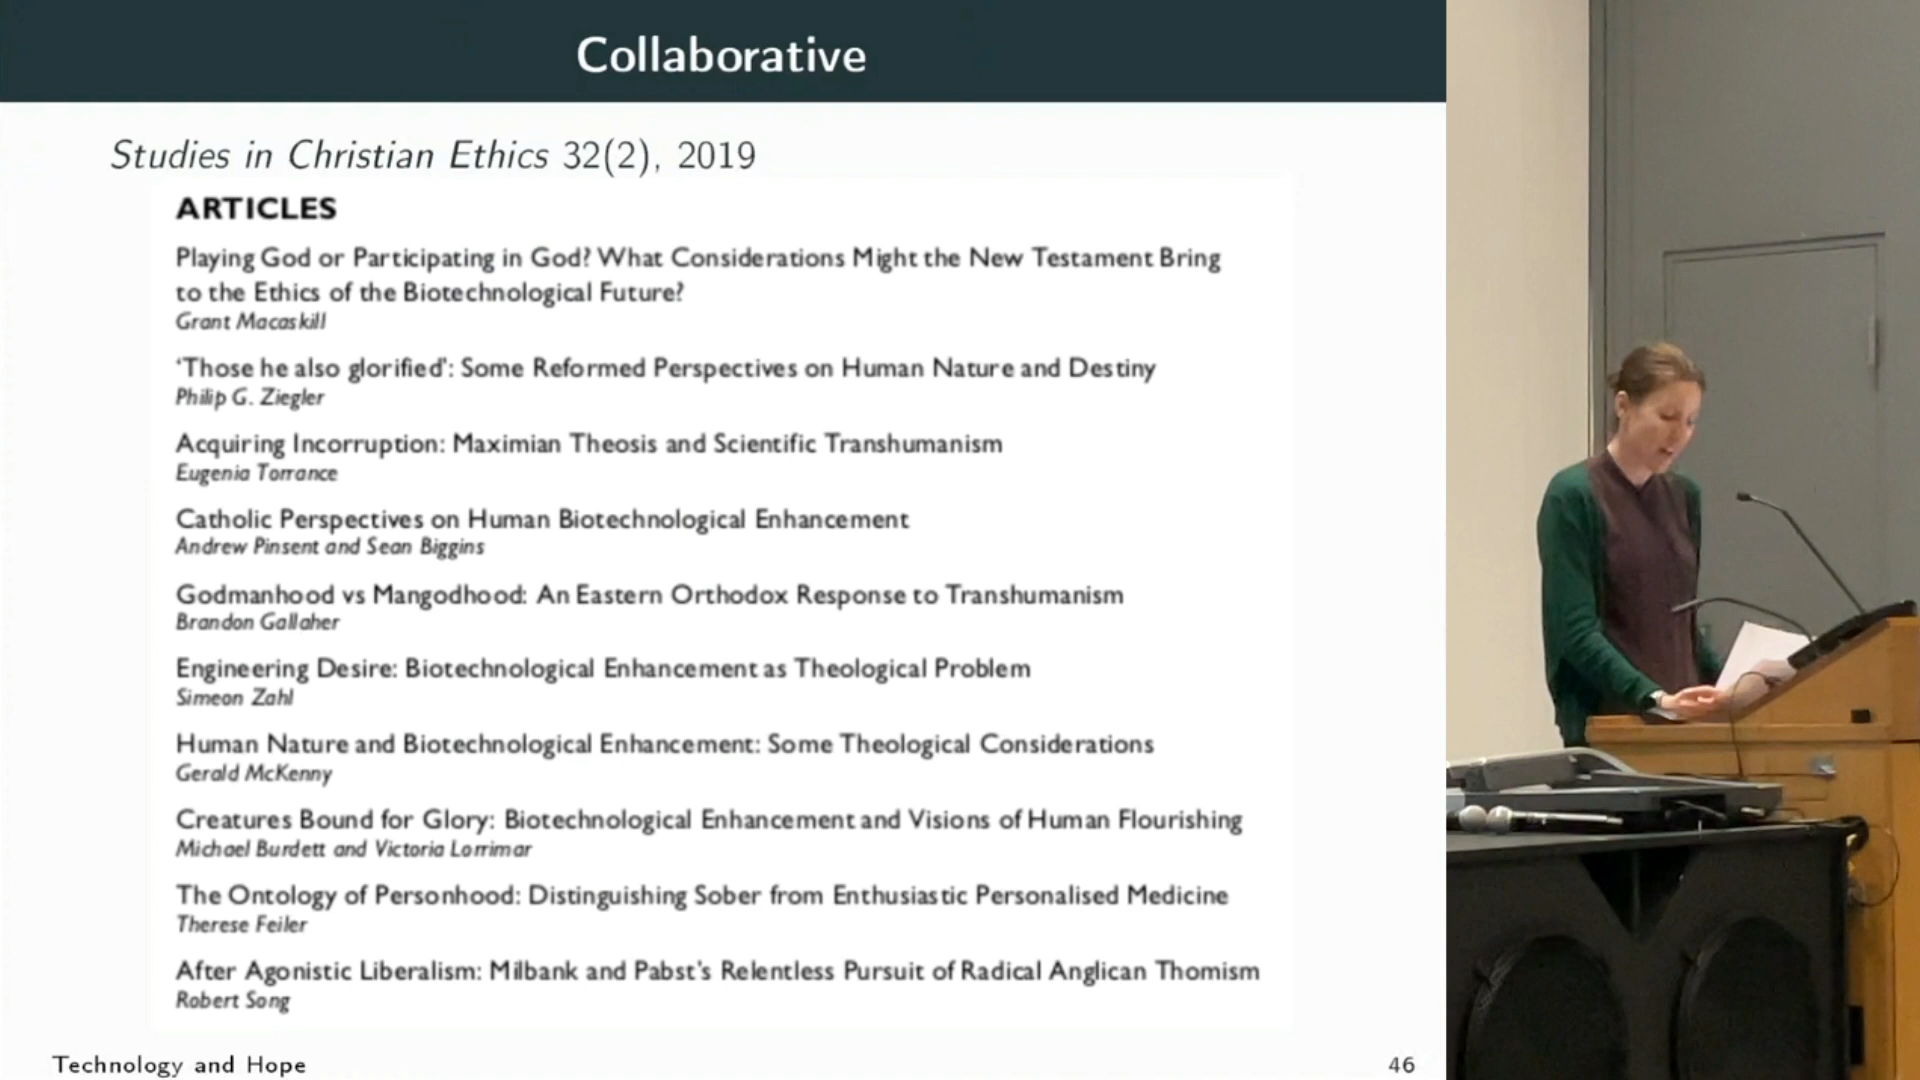 Collaborative
Studies in Christian Ethics 32(2), 2019
ARTICLES
Playing God or Participating in God? What Considerations Might the New Testament Bring
to the Ethics of the Biotechnological Future?
Grant Macaskill
‘Those he also glorified’: Some Reformed Perspectives on Human Nature and Destiny
Philip G. Ziegler
Acquiring Incorruption: Maximian Theosis and Scientific Transhumanism
Eugenia Torrance
Catholic Perspectives on Human Biotechnological Enhancement
Andrew Pinsent and Sean Biggins
Godmanhood vs Mangodhood: An Eastern Orthodox Response to Transhumanism
Brandon Gallaher
Engineering Desire: Biotechnological Enhancement as Theological Problem
Simeon Zahl
Human Nature and Biotechnological Enhancement: Some Theological Considerations
Gerald McKenny
Creatures Bound for Glory: Biotechnological Enhancement and Visions of Human Flourishing
Michael Burdett and Victoria Lorrimar
The Ontology of Personhood: Distinguishing Sober from Enthusiastic Personalised Medicine
Therese Feiler
After Agonistic Liberalism: Milbank and Pabst’s Relentless Pursuit of Radical Anglican Thomism
Robert Song
Technology and Hope
46